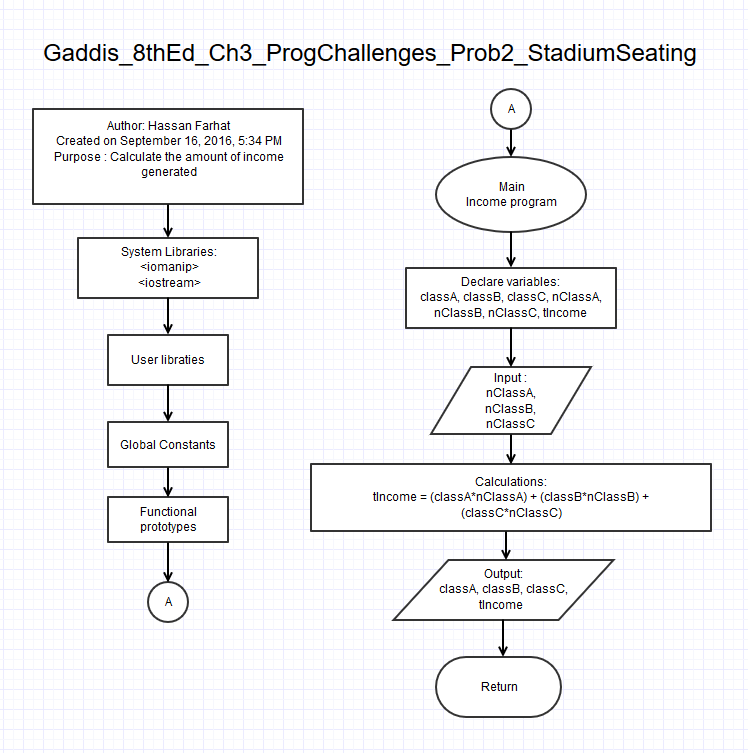 Gaddis_8thEd_Ch3_ProgChallenges_Prob2_StadiumSeating
Author: Hassan Farhat
Created on September 16, 2016, 5:34 PM
Purpose : Calculate the amount of income
generated
System Libraries:
<iomanip>
<iostream>
User libraties
Global Constants
Functional
prototypes
A
A
Main
Income program
Declare variables:
classA, classB, classC, nClassA,
nClassB, nClassC, tIncome
Input :
nClassA,
nClassB,
nClassC
Calculations:
tIncome = (classA*nClassA) + (classB*nClassB) +
(classC*nClassC)
Output:
classA, classB, classC,
tIncome
Return